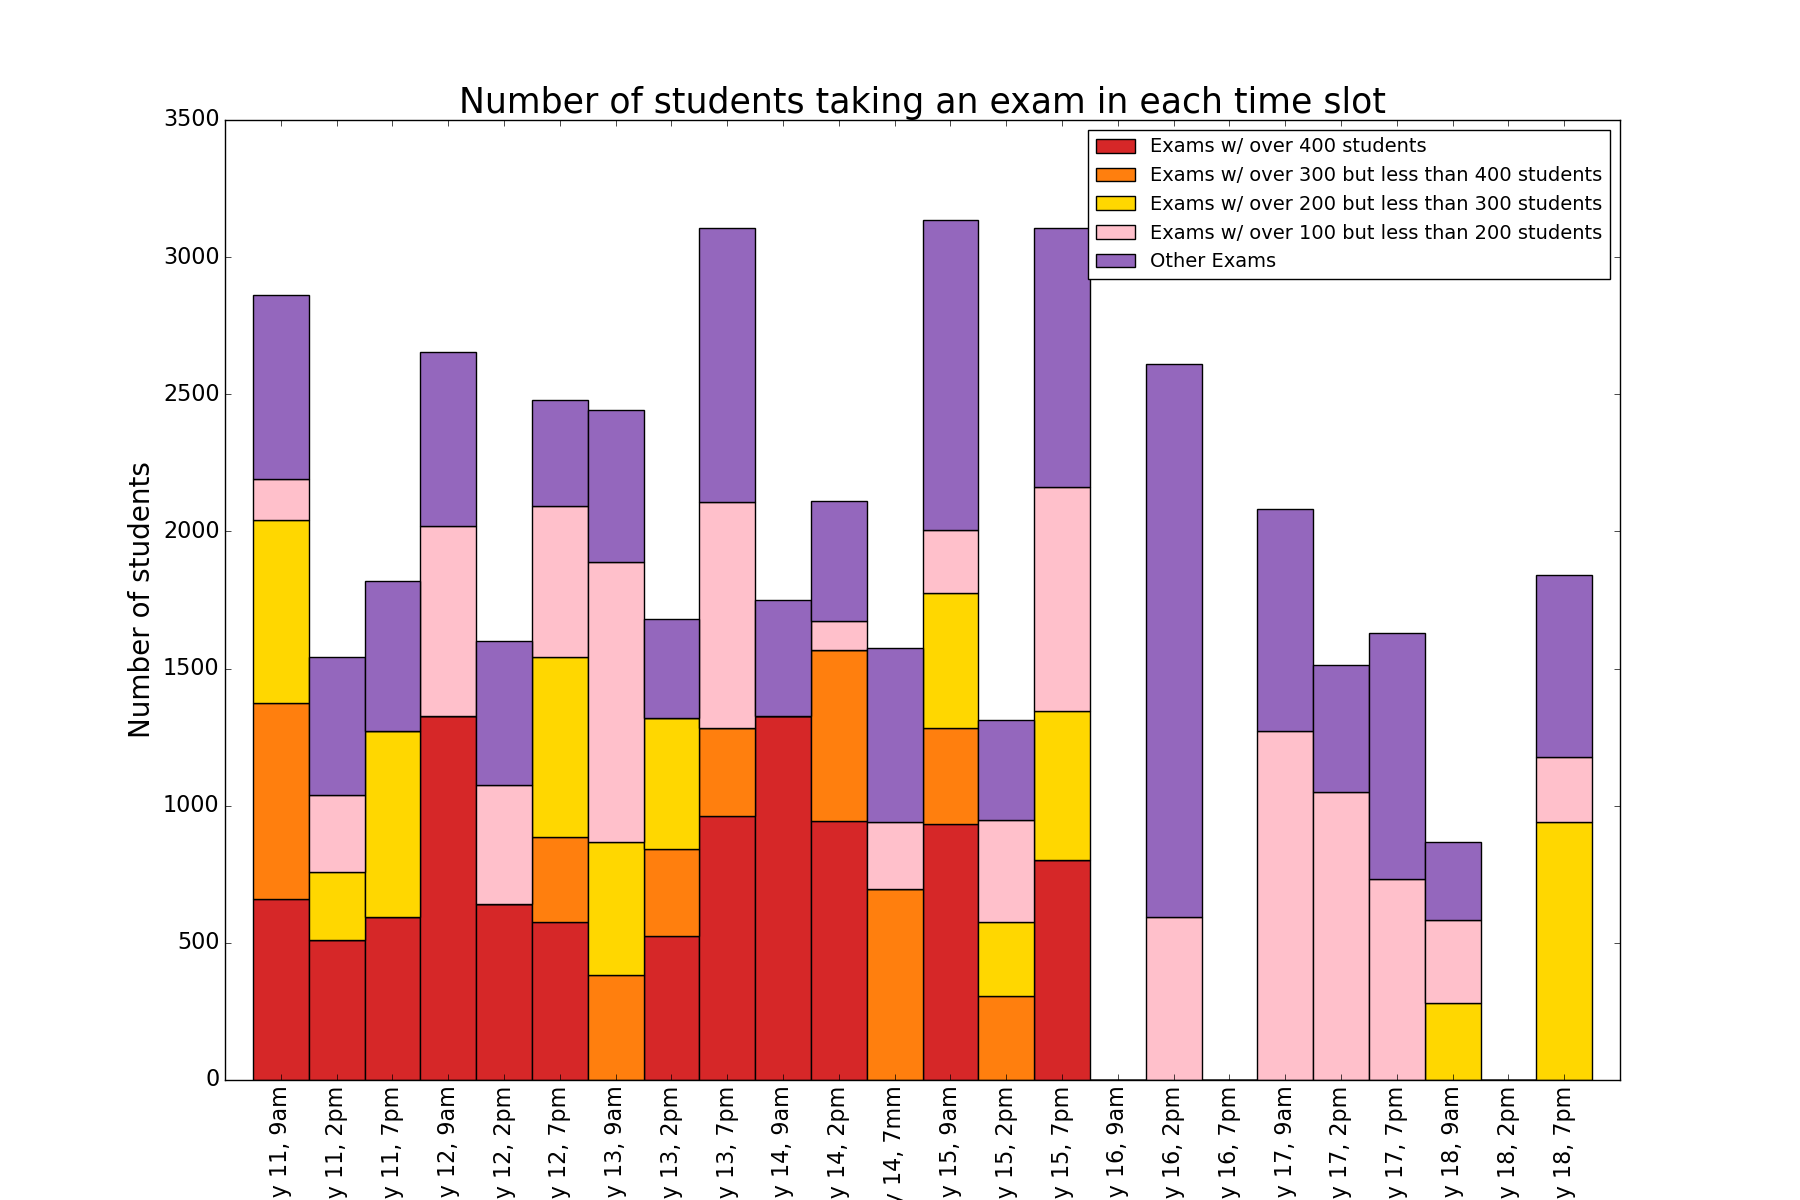 Number of students taking an exam in each time slot
3500
3000
2500
2000
1500
1000
500
0
Number of students
Exams w/ over 400 students
Exams w/ over 300 but less than 400 students
Exams w/ over 200 but less than 300 students
Exams w/ over 100 but less than 200 students
Other Exams
y 11, 9am
y 11, 2pm
y 11, 7pm
y 12, 9am
y 12, 2pm
y 12, 7pm
y 13, 9am
y 13, 2pm
y 13, 7pm
y 14, 9am
y 14, 2pm
y 14, 7mm
y 15, 9am
y 15, 2pm
y 15, 7pm
y 16, 9am
y 16, 2pm
y 16, 7pm
y 17, 9am
y 17, 2pm
y 17, 7pm
y 18, 9am
y 18, 2pm
y 18, 7pm